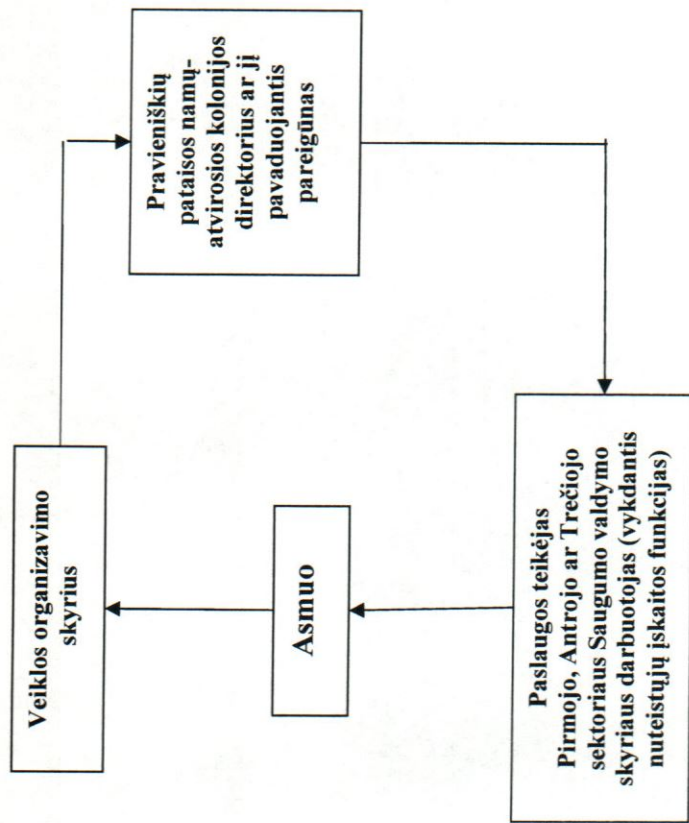 Veiklos organizavimo
skyrius
Pravieniškių
pataisos namų-
atvirosios kolonijos
direktorius ar jį
pavaduojantis
pareigūnas
Asmuo
Paslaugos teikėjas
Pirmojo, Antrojo ar Trečiojo
sektoriaus Saugumo valdymo
skyriaus darbuotojas (vykdantis
nuteistųjų įskaitos funkcijas)